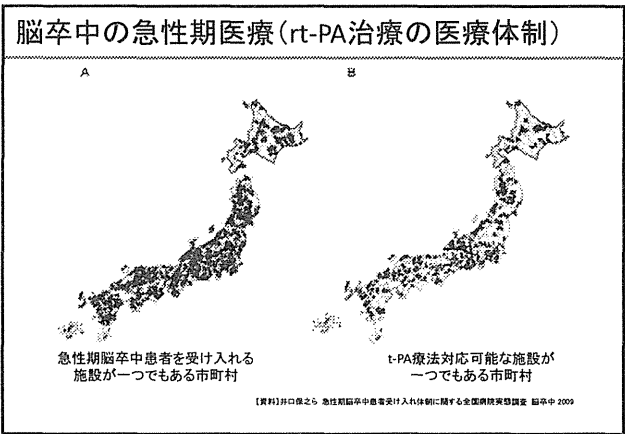 脳卒中の急性期医療(rt-PA治療の医療体制)
A
B
急性期脳卒中患者を受け入れる
施設が一つでもある市町村
t-PA療法対応可能な施設が
一つでもある市町村
【資料】井口保之ら 急性期脳卒中患者受け入れ体制に関する全国病院実態調査 脳卒中 2009